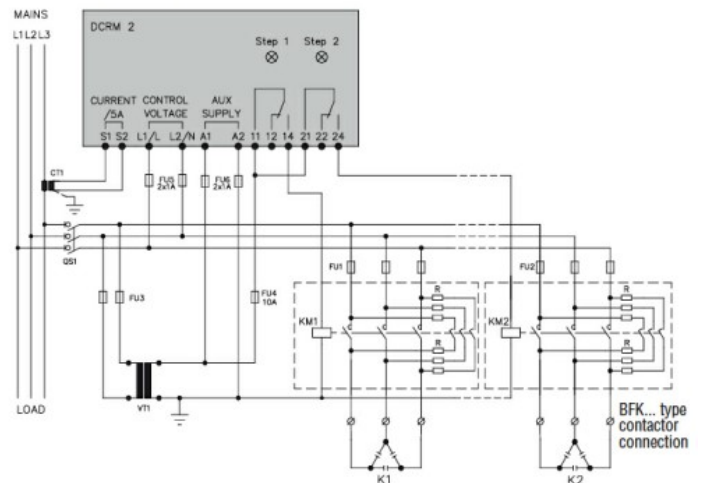 MAINS
L1 L2 L3
DCRM 2
Step 1
Step 2
CURRENT /5A
CONTROL VOLTAGE
AUX SUPPLY
S1 S2 L1/L L2/N A1 A2 11 12 14 21 22 24
CT1
FU5 2x1A
FU6 2x1A
QS1
FU3
FU4 10A
FU1
FU2
R
R
KM1
KM2
R
R
VT1
LOAD
BFK... type
contactor
connection
K1
K2